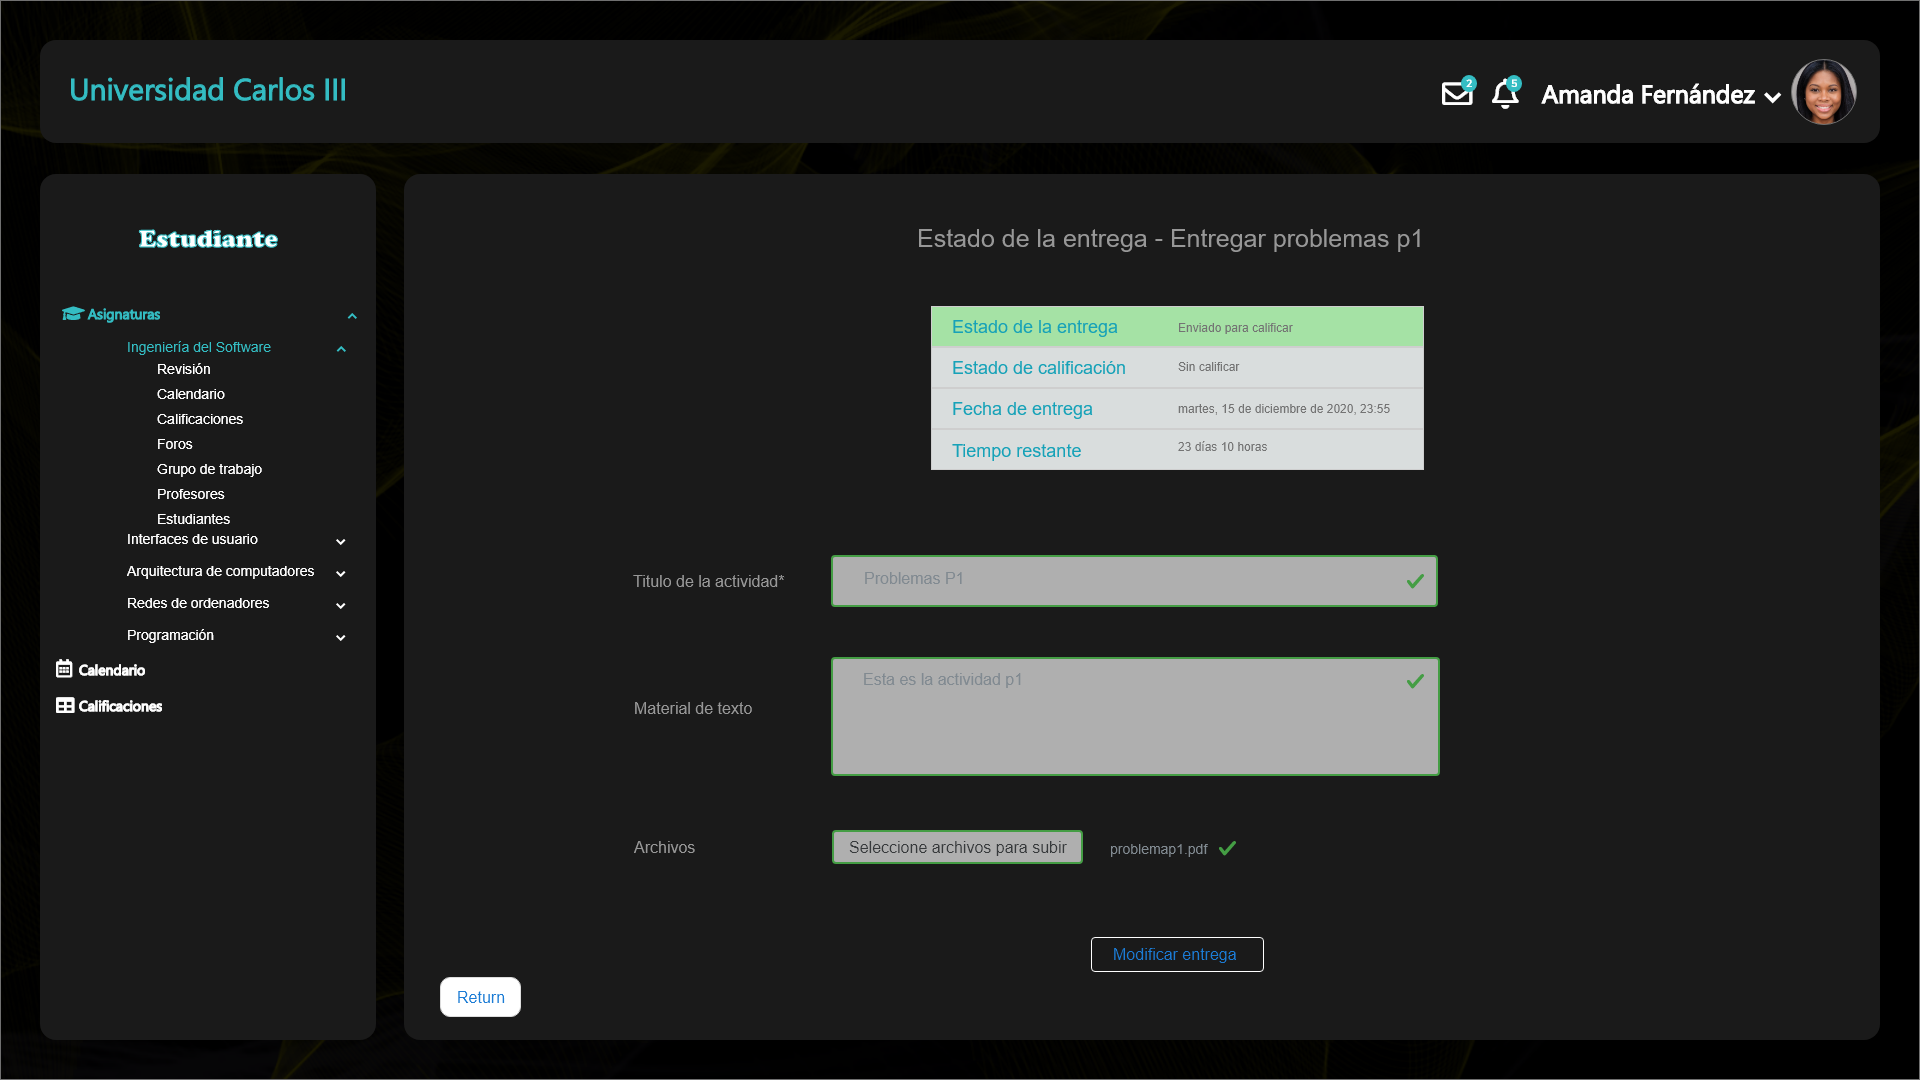 Universidad Carlos III
2
5
Amanda Fernández
Estudiante
Asignaturas
Ingeniería del Software
Revisión
Calendario
Calificaciones
Foros
Grupo de trabajo
Profesores
Estudiantes
Interfaces de usuario
Arquitectura de computadores
Redes de ordenadores
Programación
Calendario
Calificaciones
Estado de la entrega - Entregar problemas p1
Estado de la entrega Enviado para calificar
Estado de calificación Sin calificar
Fecha de entrega martes, 15 de diciembre de 2020, 23:55
Tiempo restante 23 días 10 horas
Titulo de la actividad* Problemas P1
Material de texto Esta es la actividad p1
Archivos Seleccione archivos para subir problemap1.pdf
Modificar entrega
Return